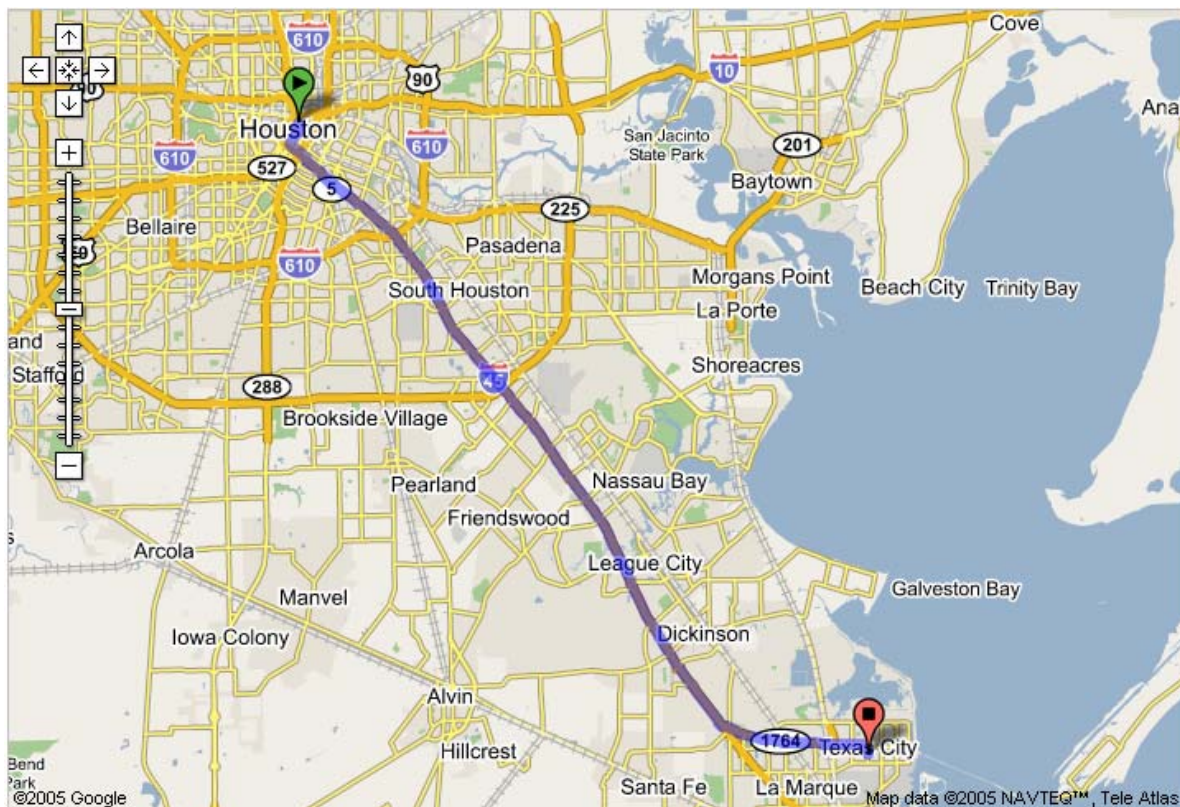 610
Cove
90
10
Ana
Houston
San Jacinto
State Park
201
610
610
527
5
Baytown
225
Bellaire
Pasadena
610
Morgans Point
South Houston
Beach City
Trinity Bay
La Porte
land
Stafford
Shoreacres
45
288
Brookside Village
Nassau Bay
Pearland
Friendswood
Arcola
League City
Galveston Bay
Manvel
Iowa Colony
Dickinson
Alvin
1764
Texas City
Hillcrest
Bend
Park
Santa Fe
La Marque
©2005 Google
Map data ©2005 NAVTEQ™, Tele Atlas